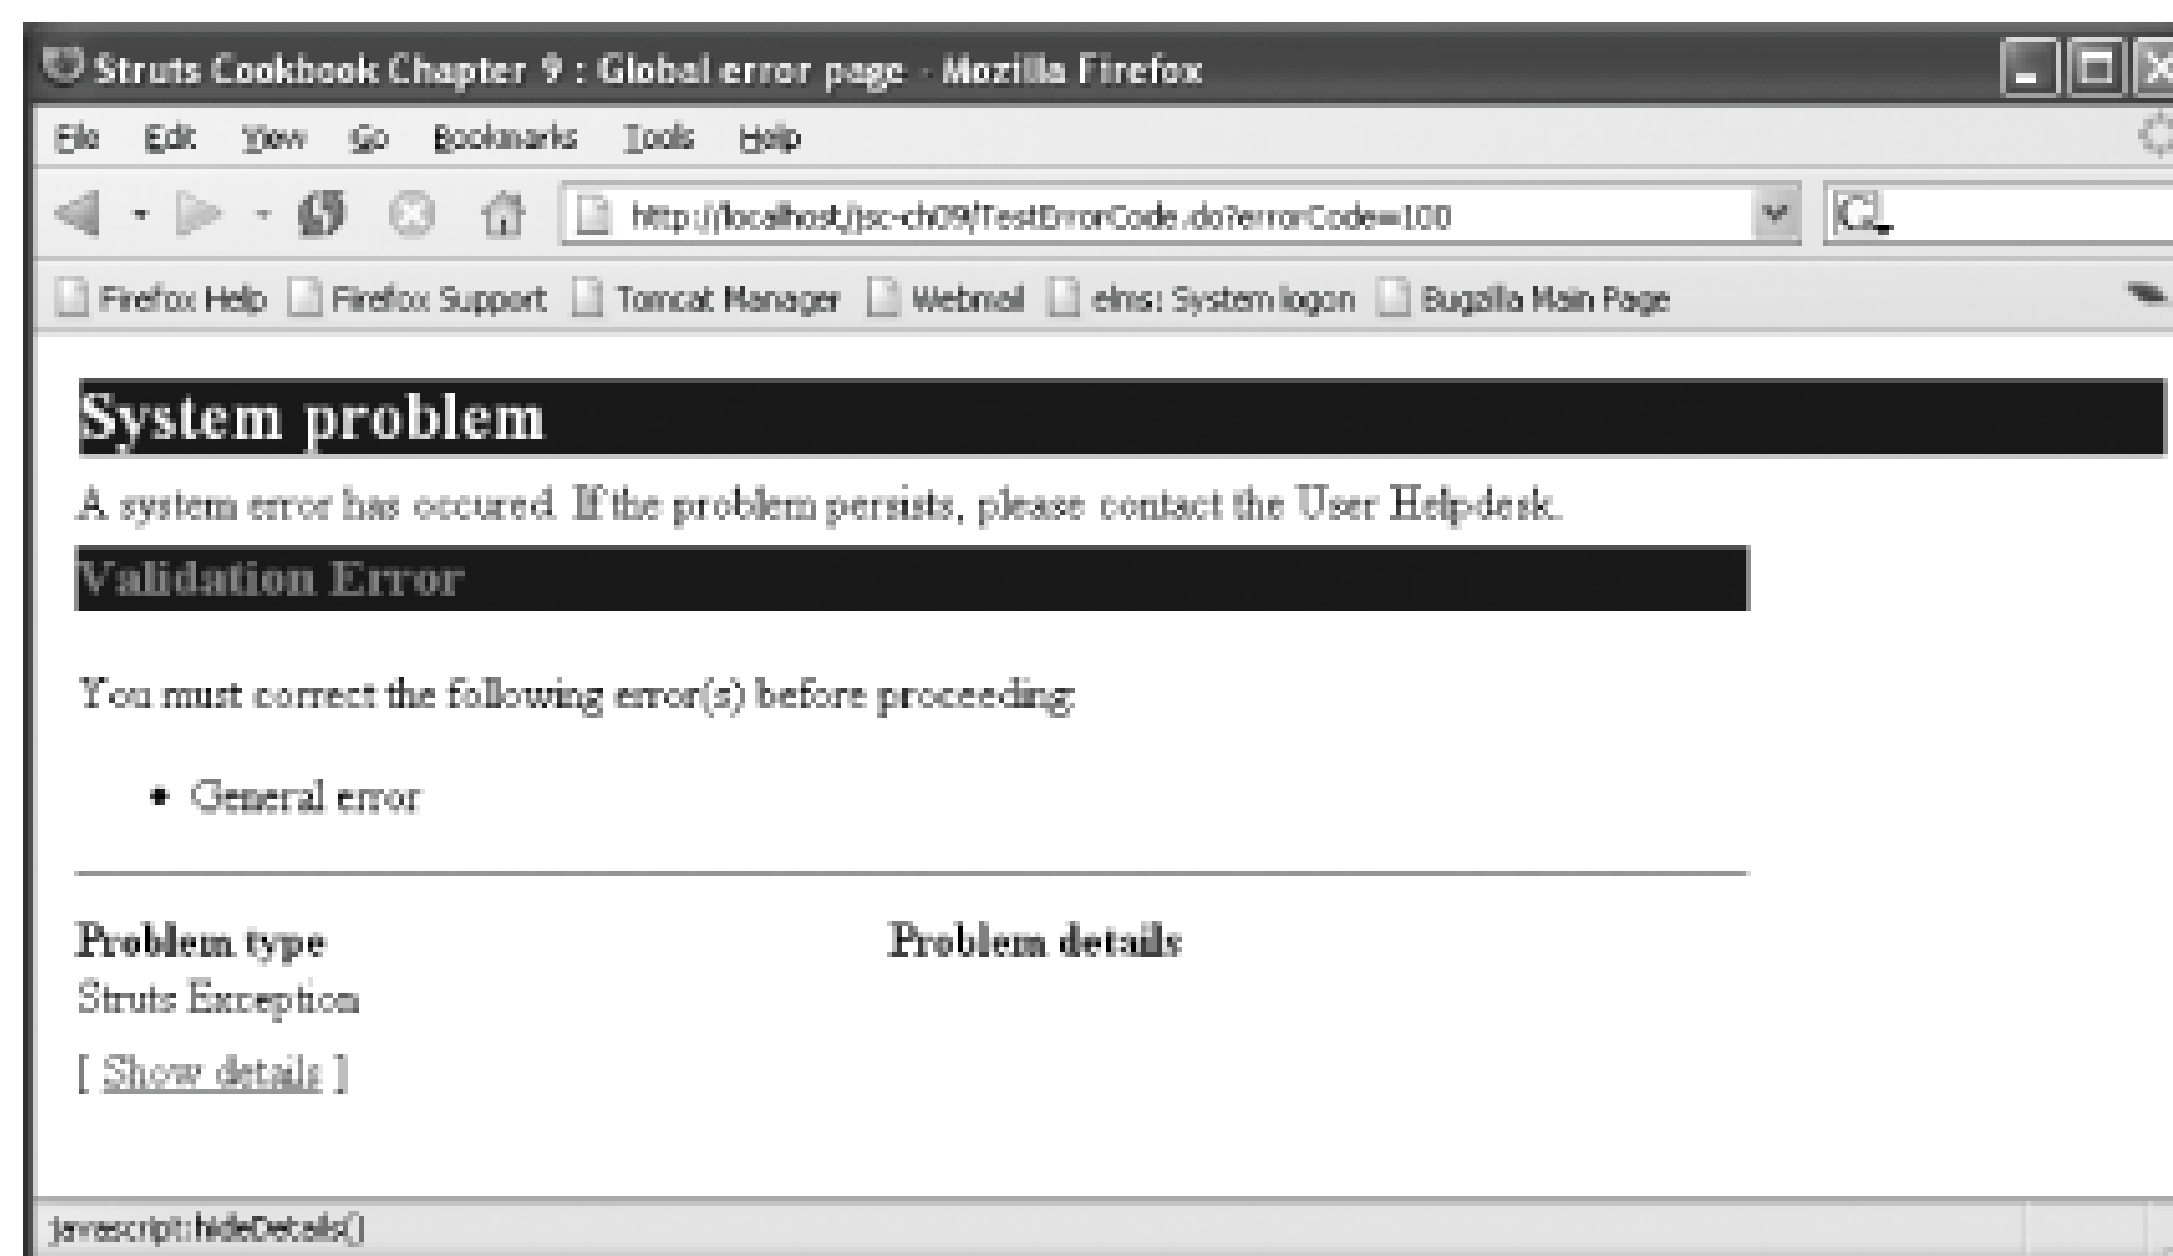 Struts Cookbook Chapter 9 : Global error page - Mozilla Firefox
File Edit View Go Bookmarks Tools Help
http://localhost/jsc-ch09/TestErrorCode.do?errorCode=100
Firefox Help Firefox Support Tomcat Manager Webmail elms: System logon Bugzilla Main Page
System problem
A system error has occured. If the problem persists, please contact the User Helpdesk.
Validation Error
You must correct the following error(s) before proceeding:
• General error
Problem type Problem details
Struts Exception
[ Show details ]
javascript:hideDetails()